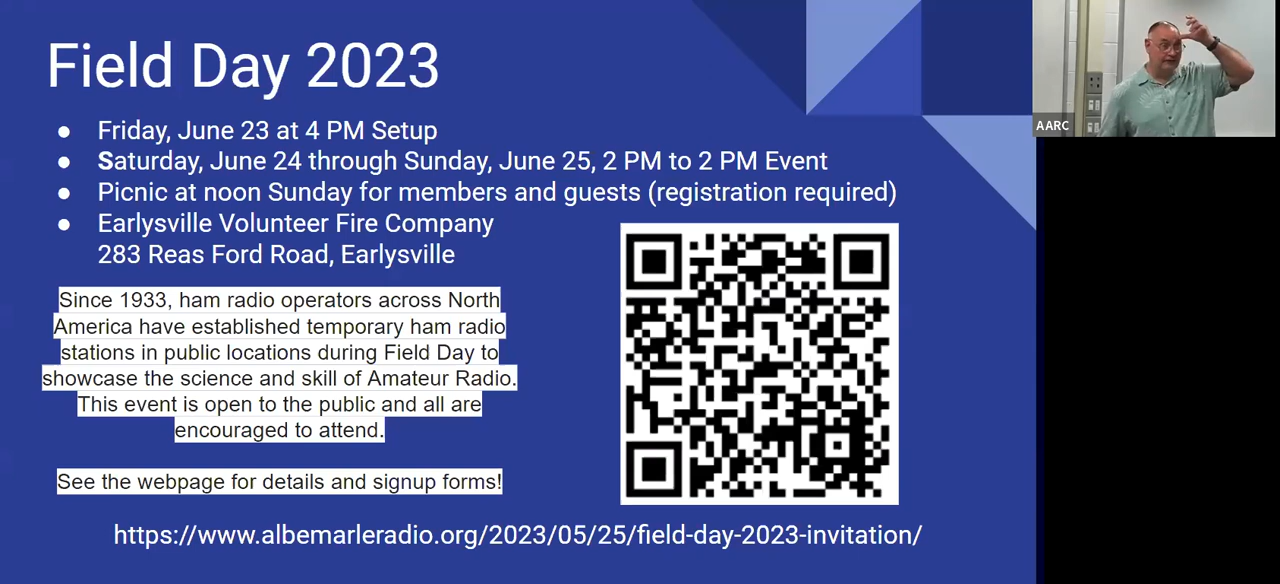 Field Day 2023
● Friday, June 23 at 4 PM Setup
● Saturday, June 24 through Sunday, June 25, 2 PM to 2 PM Event
● Picnic at noon Sunday for members and guests (registration required)
● Earlysville Volunteer Fire Company
283 Reas Ford Road, Earlysville
Since 1933, ham radio operators across North
America have established temporary ham radio
stations in public locations during Field Day to
showcase the science and skill of Amateur Radio.
This event is open to the public and all are
encouraged to attend.
See the webpage for details and signup forms!
https://www.albemarleradio.org/2023/05/25/field-day-2023-invitation/
AARC